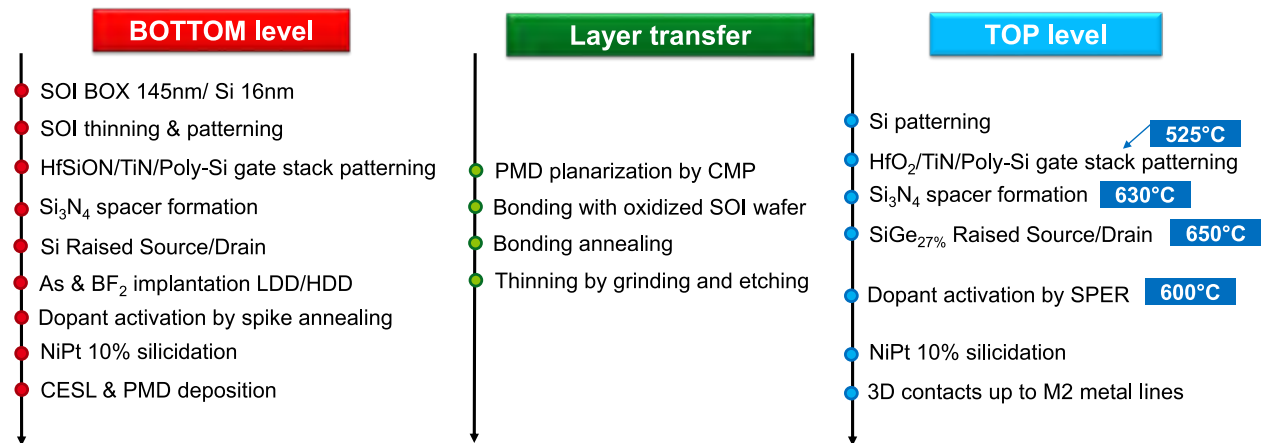 BOTTOM level
SOI BOX 145nm/ Si 16nm
SOI thinning & patterning
HfSiON/TiN/Poly-Si gate stack patterning
Si₃N₄ spacer formation
Si Raised Source/Drain
As & BF₂ implantation LDD/HDD
Dopant activation by spike annealing
NiPt 10% silicidation
CESL & PMD deposition
Layer transfer
PMD planarization by CMP
Bonding with oxidized SOI wafer
Bonding annealing
Thinning by grinding and etching
TOP level
Si patterning
525°C
HfO₂/TiN/Poly-Si gate stack patterning
Si₃N₄ spacer formation 630°C
SiGe₂₇% Raised Source/Drain 650°C
Dopant activation by SPER 600°C
NiPt 10% silicidation
3D contacts up to M2 metal lines